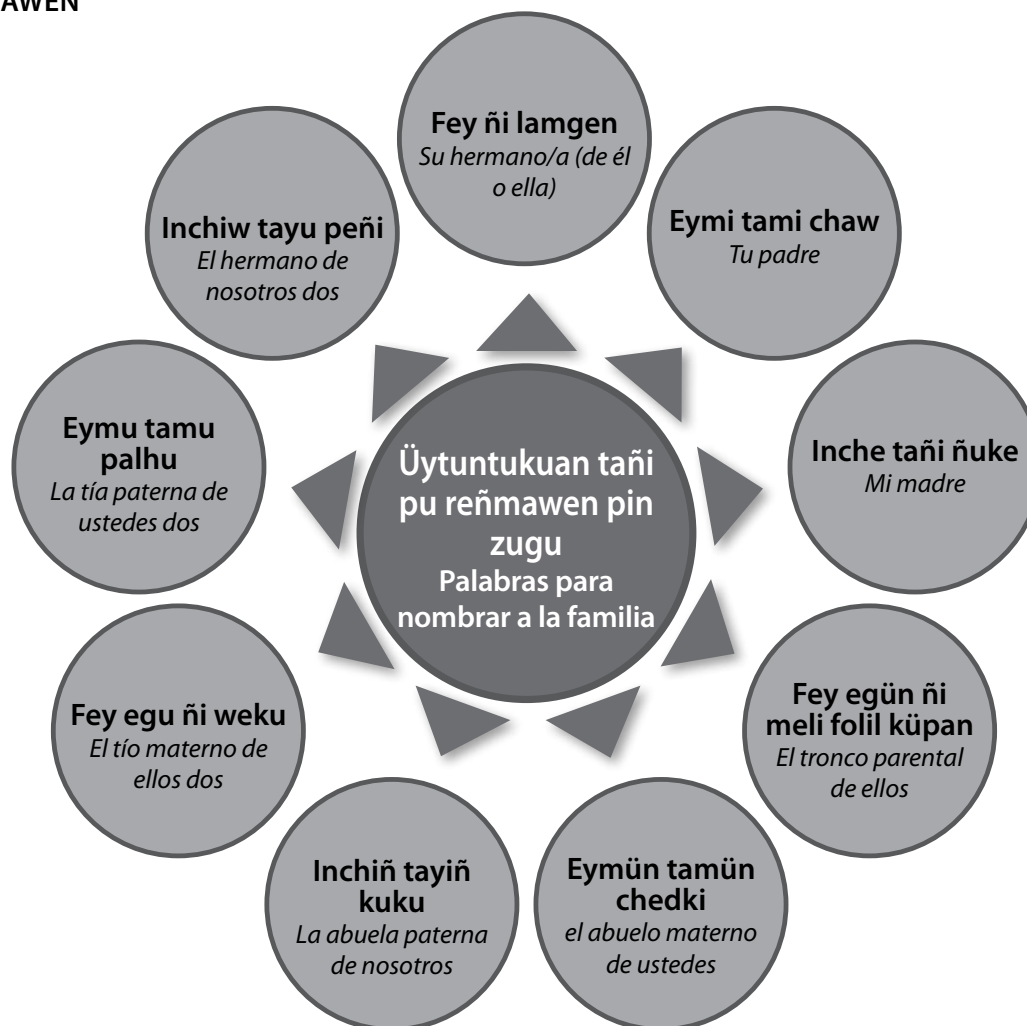 AWEN
Fey ñi lamgen
Su hermano/a (de él
o ella)
Eymi tami chaw
Tu padre
Inche tañi ñuke
Mi madre
Fey egün ñi
meli folil küpan
El tronco parental
de ellos
Eymün tamün
chedki
el abuelo materno
de ustedes
Inchiñ tayiñ
kuku
La abuela paterna
de nosotros
Fey egu ñi weku
El tío materno de
ellos dos
Eymu tamu
palhu
La tía paterna de
ustedes dos
Inchiw tayu peñi
El hermano de
nosotros dos
Üytuntukuan tañi
pu reñmawen pin
zugu
Palabras para
nombrar a la familia